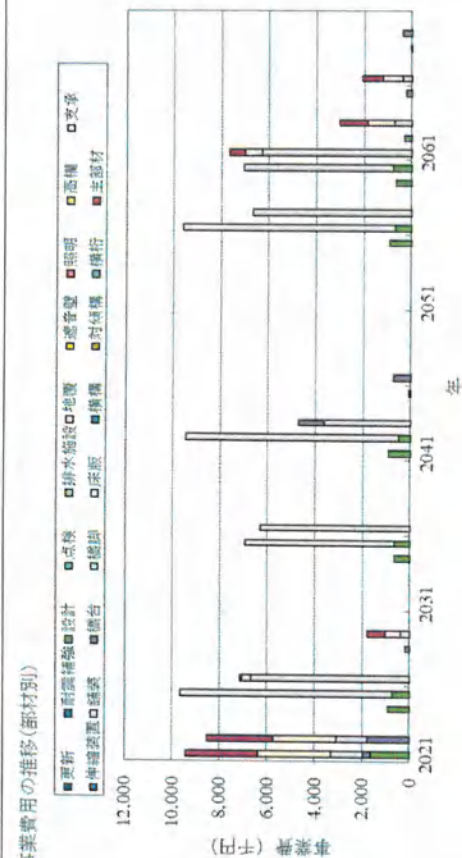 業費用の推移(部材別)
更新 耐震補強 設計 点検 排水施設 地覆 遮音壁 照明 高欄 支承
伸縮装置 舗装 橋台 橋脚 床版 横構 対傾構 横桁 主部材
事業費(千円)
12,000
10,000
8,000
6,000
4,000
2,000
0
2021
2031
2041
2051
2061
年